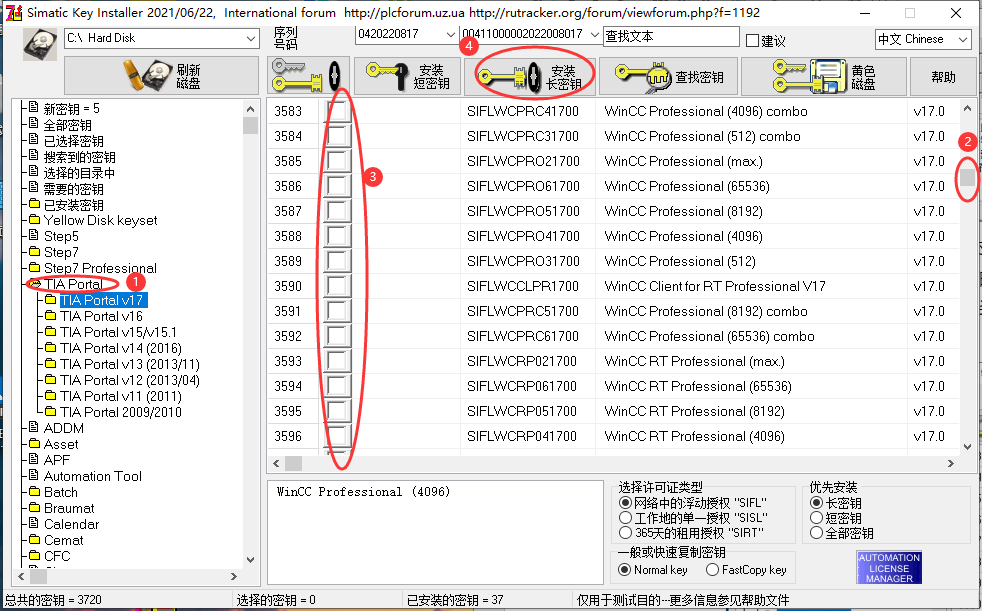 Simatic Key Installer 2021/06/22, International forum http://plcforum.uz.ua http://rutracker.org/forum/viewforum.php?f=1192
C:\ Hard Disk
序列号码
0420220817
00411000002022008017
查找文本
建议
中文 Chinese
刷新磁盘
安装短密钥
4
安装长密钥
查找密钥
黄色磁盘
帮助
新密钥 = 5
全部密钥
已选择密钥
搜索到的密钥
选择的目录中
需要的密钥
已安装密钥
Yellow Disk keyset
Step5
Step7
Step7 Professional
TIA Portal
1
TIA Portal v17
TIA Portal v16
TIA Portal v15/v15.1
TIA Portal v14 (2016)
TIA Portal v13 (2013/11)
TIA Portal v12 (2013/04)
TIA Portal v11 (2011)
TIA Portal 2009/2010
ADDM
Asset
APF
Automation Tool
Batch
Braumat
Calendar
Cemat
CFC
3583 SIFLWCPRC41700 WinCC Professional (4096) combo v17.0
3584 SIFLWCPRC31700 WinCC Professional (512) combo v17.0
2
3585 SIFLWCPRO21700 WinCC Professional (max.) v17.0
3
3586 SIFLWCPRO61700 WinCC Professional (65536) v17.0
3587 SIFLWCPRO51700 WinCC Professional (8192) v17.0
3588 SIFLWCPRO41700 WinCC Professional (4096) v17.0
3589 SIFLWCPRO31700 WinCC Professional (512) v17.0
3590 SIFLWCCLPR1700 WinCC Client for RT Professional V17 v17.0
3591 SIFLWCPRC51700 WinCC Professional (8192) combo v17.0
3592 SIFLWCPRC61700 WinCC Professional (65536) combo v17.0
3593 SIFLWCRP021700 WinCC RT Professional (max.) v17.0
3594 SIFLWCRP061700 WinCC RT Professional (65536) v17.0
3595 SIFLWCRP051700 WinCC RT Professional (8192) v17.0
3596 SIFLWCRP041700 WinCC RT Professional (4096) v17.0
WinCC Professional (4096)
选择许可证类型
网络中的浮动授权 "SIFL"
工作地的单一授权 "SISL"
365天的租用授权 "SIRT"
一般或快速复制密钥
Normal key
FastCopy key
优先安装
长密钥
短密钥
全部密钥
AUTOMATION
LICENSE
MANAGER
总共的密钥 = 3720
选择的密钥 = 0
已安装的密钥 = 37
仅用于测试目的---更多信息参见帮助文件